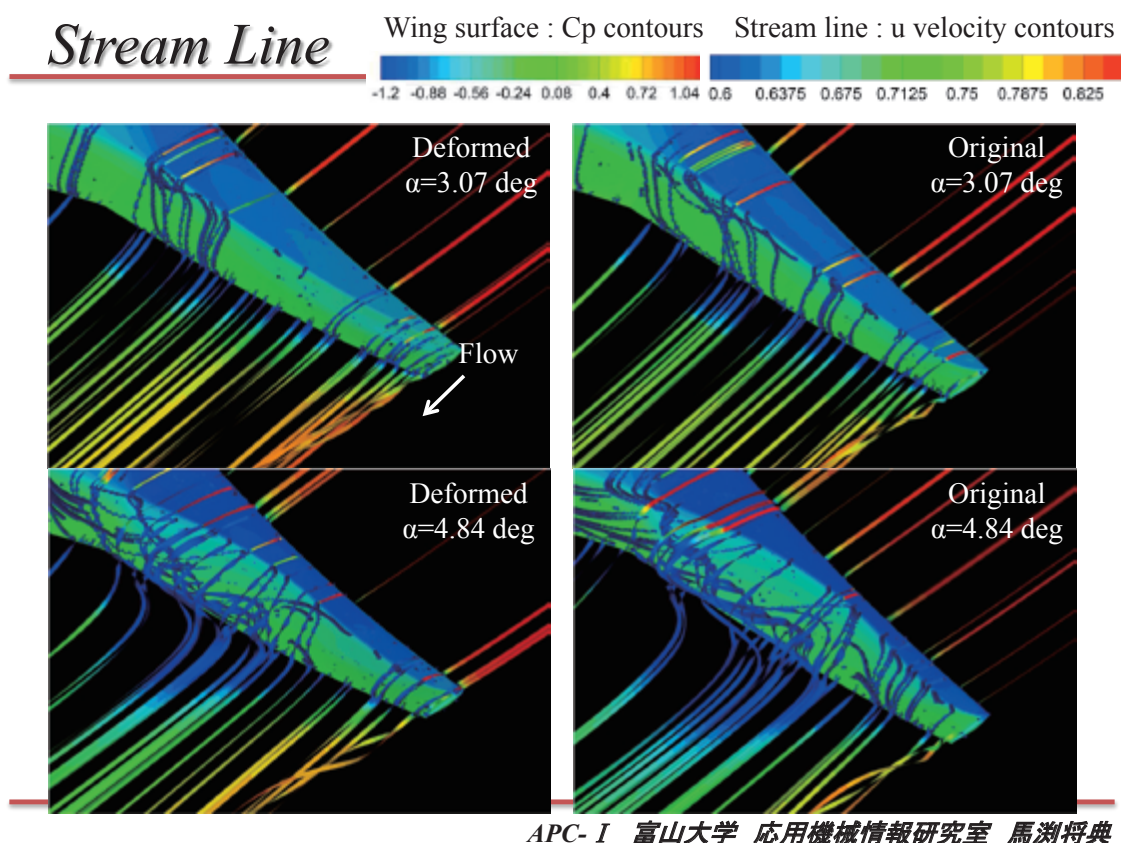 Stream Line
Wing surface : Cp contours
Stream line : u velocity contours
-1.2 -0.88 -0.56 -0.24 0.08 0.4 0.72 1.04
0.6 0.6375 0.675 0.7125 0.75 0.7875 0.825
Deformed
α=3.07 deg
Original
α=3.07 deg
Flow
Deformed
α=4.84 deg
Original
α=4.84 deg
APC-Ⅰ 富山大学 応用機械情報研究室 馬渕将典